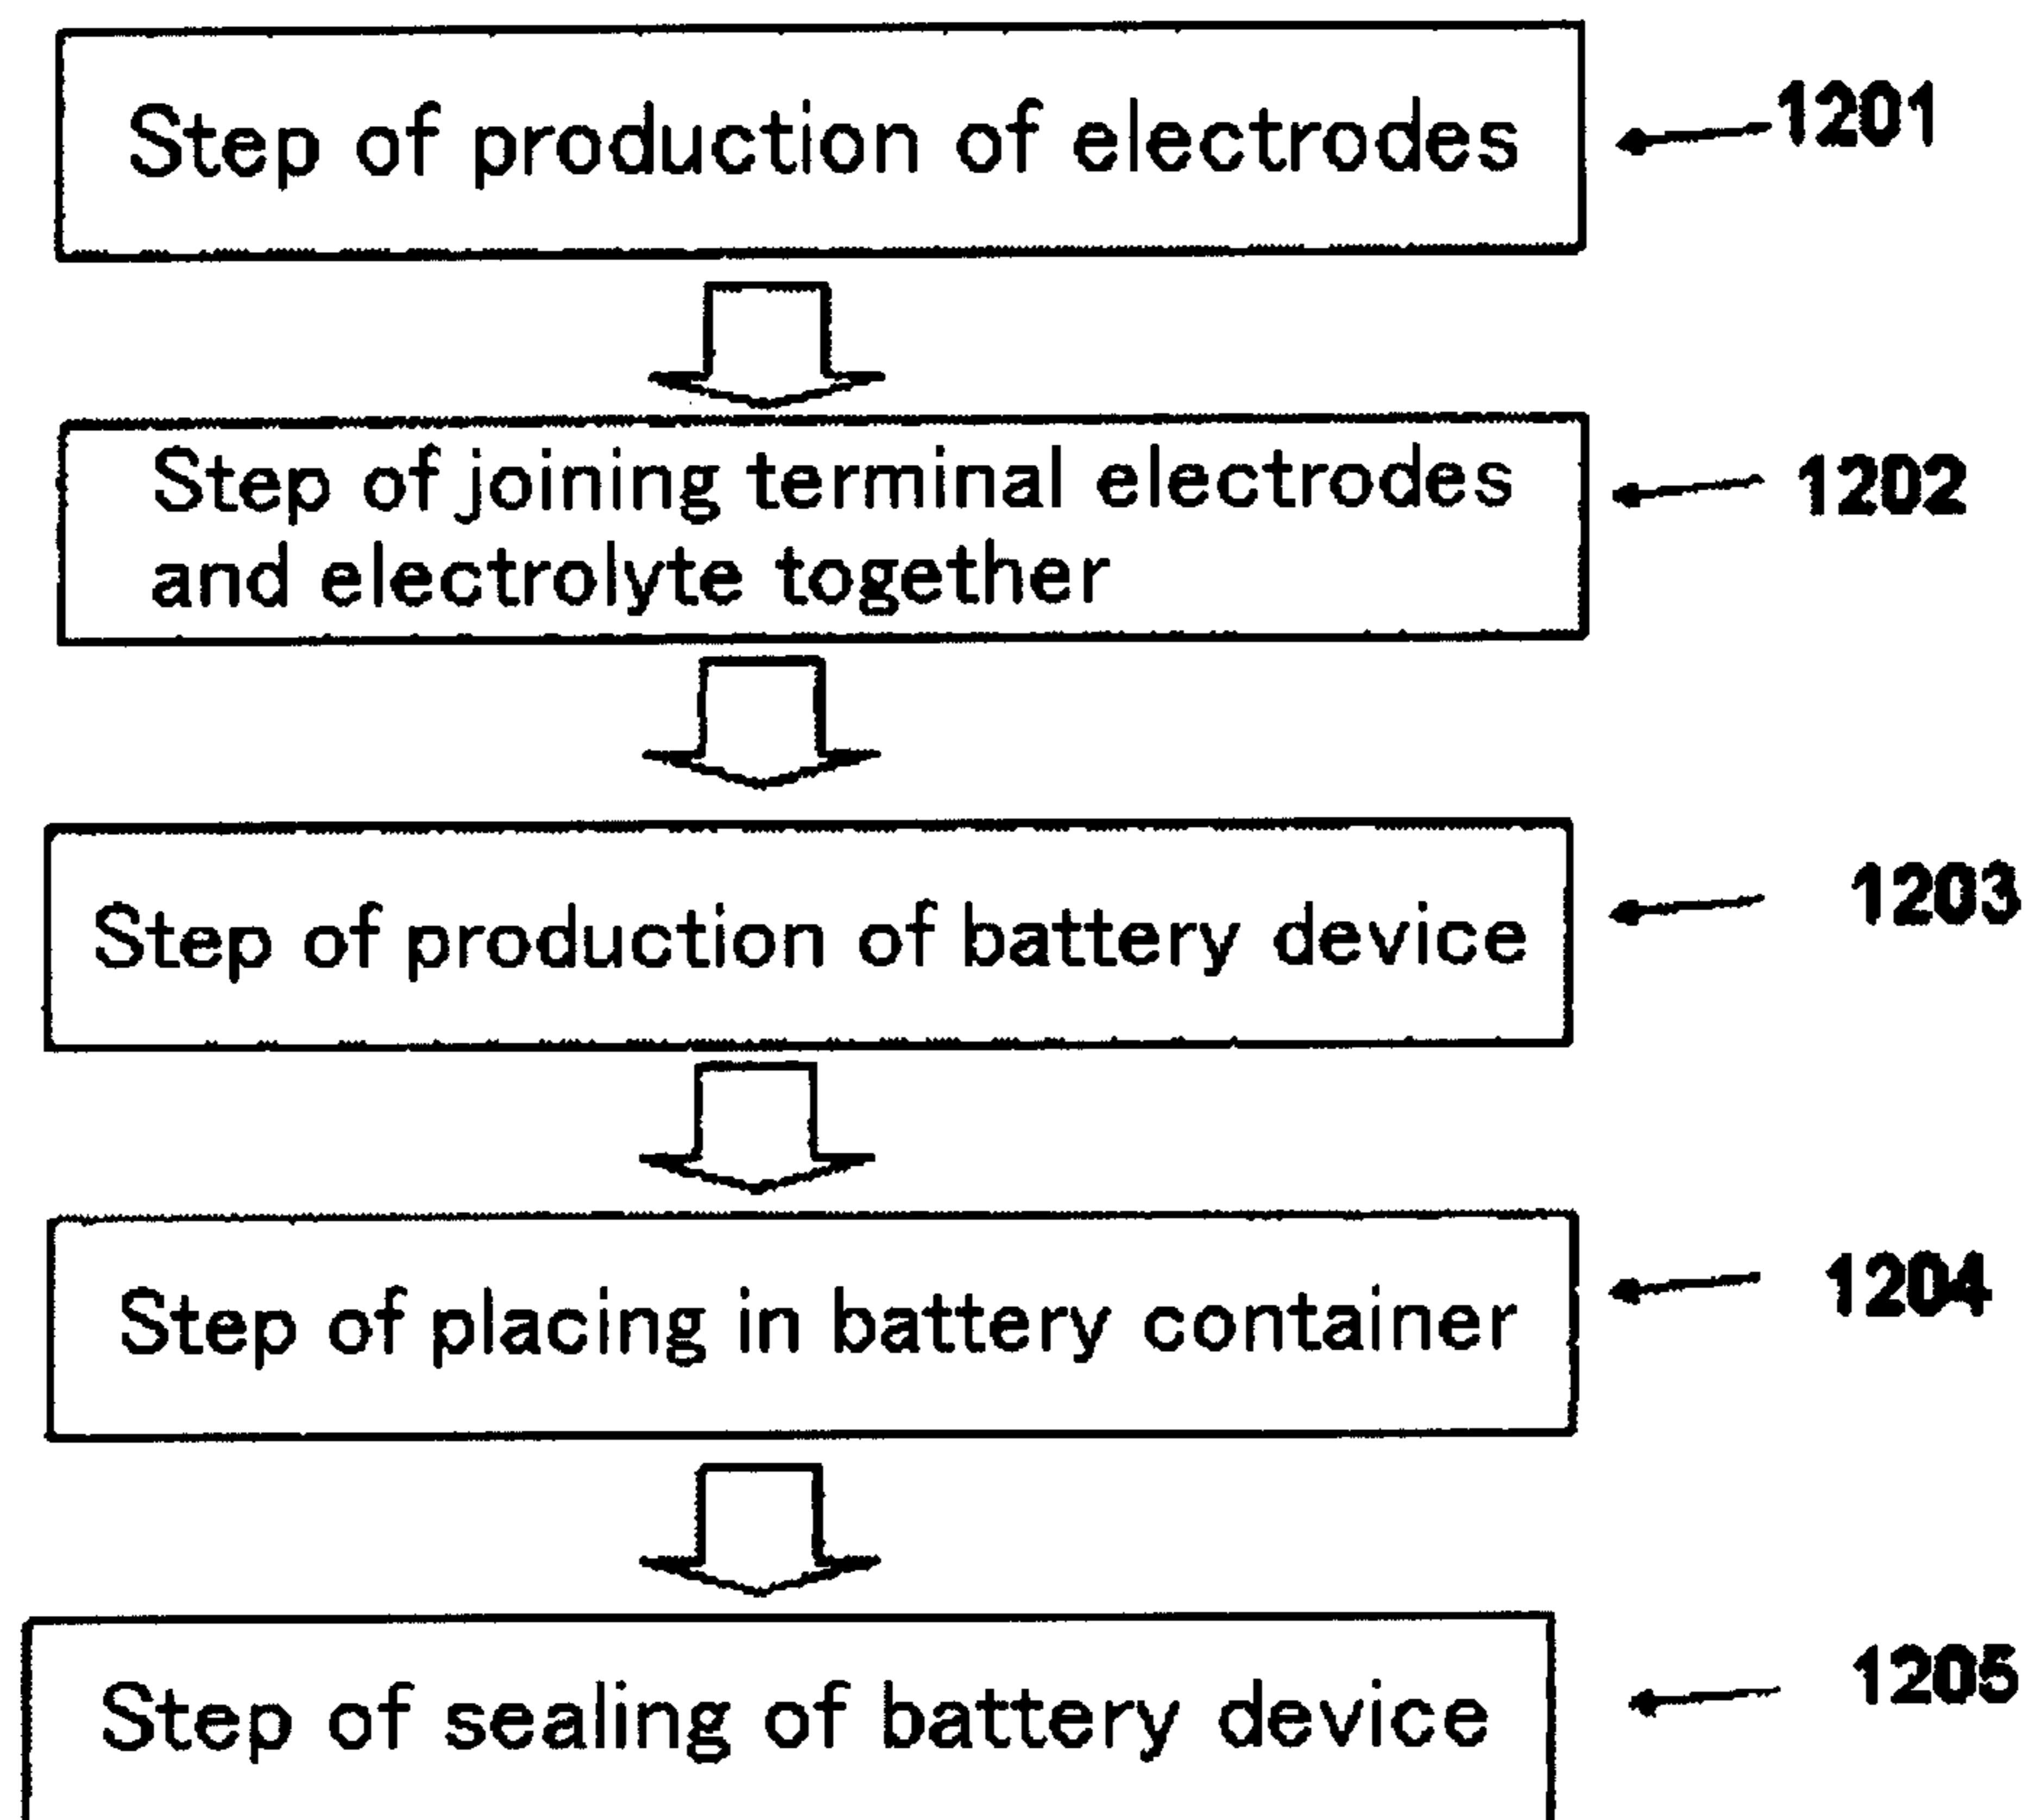 Step of production of electrodes
1201
Step of joining terminal electrodes
and electrolyte together
1202
Step of production of battery device
1203
Step of placing in battery container
1204
Step of sealing of battery device
1205